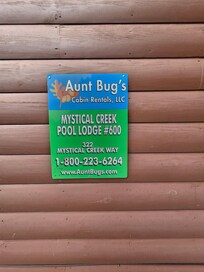 Aunt Bug's
Cabin Rentals, LLC
MYSTICAL CREEK
POOL LODGE #600
322
MYSTICAL CREEK WAY
1-800-223-6264
www.AuntBugs.com